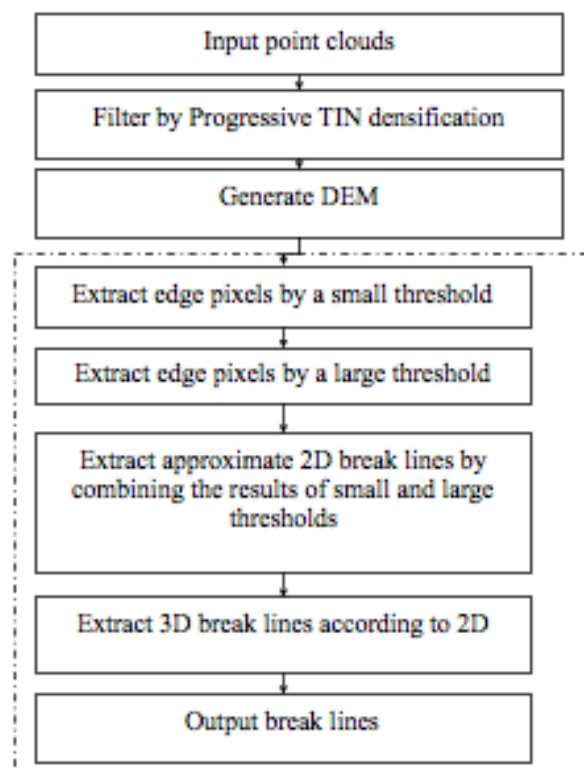 Input point clouds
Filter by Progressive TIN densification
Generate DEM
Extract edge pixels by a small threshold
Extract edge pixels by a large threshold
Extract approximate 2D break lines by
combining the results of small and large
thresholds
Extract 3D break lines according to 2D
Output break lines